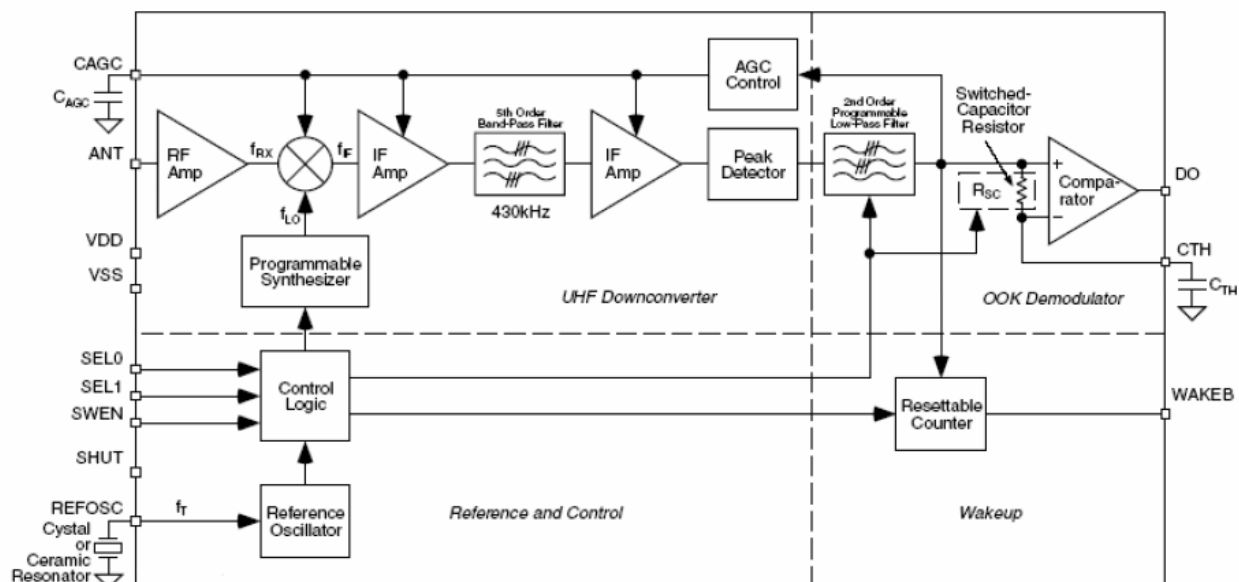 CAGC
CAGC
ANT
RF
Amp
fRX
fIF
IF
Amp
5th Order
Band-Pass Filter
430kHz
IF
Amp
AGC
Control
Peak
Detector
2nd Order
Programmable
Low-Pass Filter
Switched-
Capacitor
Resistor
RSC
Compa-
rator
DO
CTH
CTH
fLO
VDD
VSS
Programmable
Synthesizer
UHF Downconverter
OOK Demodulator
SEL0
SEL1
SWEN
Control
Logic
Resettable
Counter
WAKEB
SHUT
REFOSC
fT
Reference
Oscillator
Reference and Control
Wakeup
Cystal
or
Ceramic
Resonator